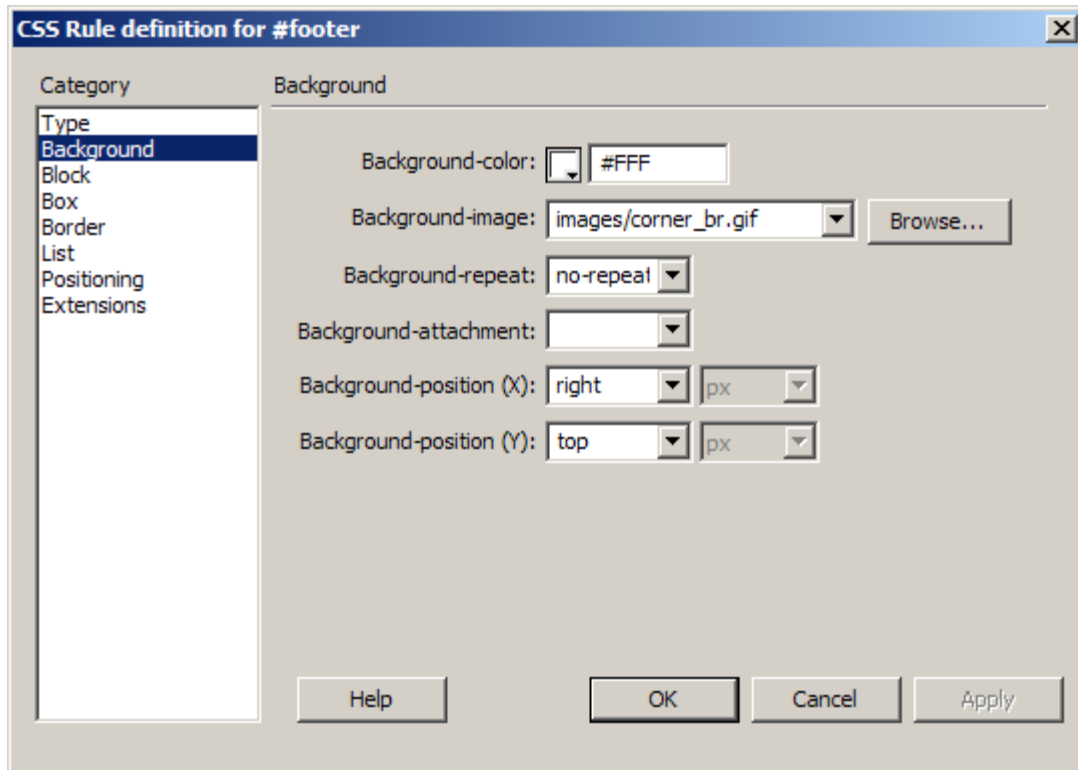 CSS Rule definition for #footer
Category
Type
Background
Block
Box
Border
List
Positioning
Extensions
Background
Background-color: #FFF
Background-image: images/corner_br.gif Browse...
Background-repeat: no-repeat
Background-attachment:
Background-position (X): right px
Background-position (Y): top px
Help OK Cancel Apply